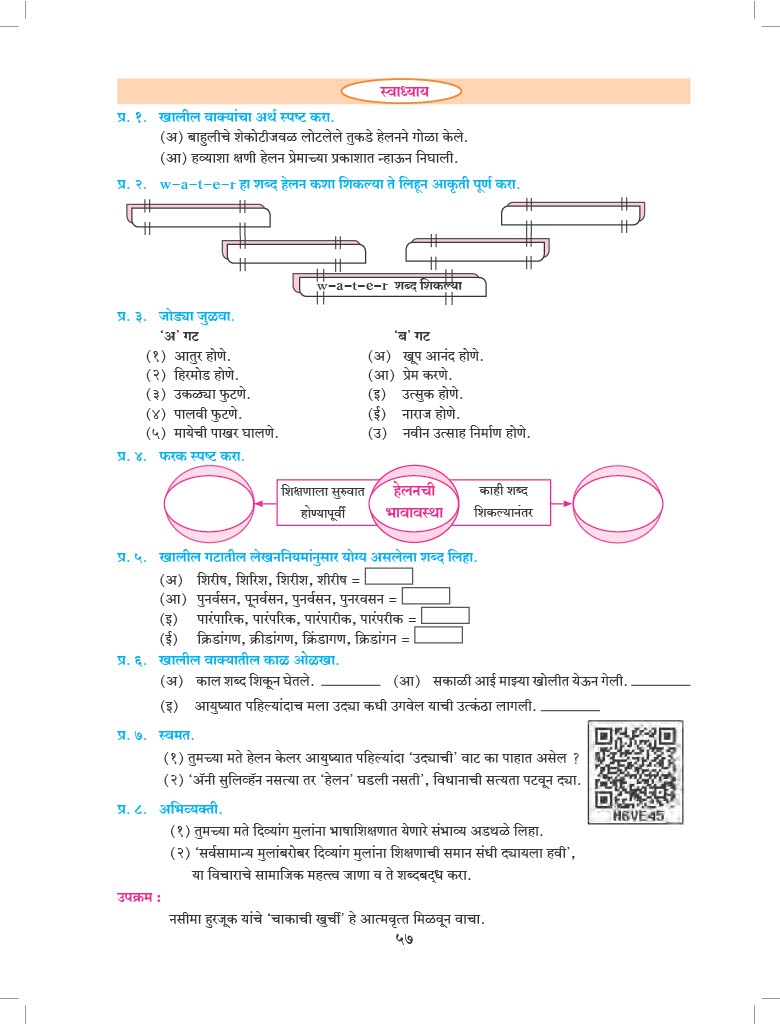 स्वाध्याय
प्र. १. खालील वाक्यांचा अर्थ स्पष्ट करा.
(अ) बाहुलीचे शेकोटीजवळ लोटलेले तुकडे हेलनने गोळा केले.
(आ) हव्याशा क्षणी हेलन प्रेमाच्या प्रकाशात न्हाऊन निघाली.
प्र. २. w–a–t–e–r हा शब्द हेलन कशा शिकल्या ते लिहून आकृती पूर्ण करा.
w–a–t–e–r शब्द शिकल्या
प्र. ३. जोड्या जुळवा.
‘अ’ गट ‘ब’ गट
(१) आतुर होणे. (अ) खूप आनंद होणे.
(२) हिरमोड होणे. (आ) प्रेम करणे.
(३) उकळ्या फुटणे. (इ) उत्सुक होणे.
(४) पालवी फुटणे. (ई) नाराज होणे.
(५) मायेची पाखर घालणे. (उ) नवीन उत्साह निर्माण होणे.
प्र. ४. फरक स्पष्ट करा.
शिक्षणाला सुरुवात हेलनची काही शब्द
होण्यापूर्वी भावावस्था शिकल्यानंतर
प्र. ५. खालील गटातील लेखननियमांनुसार योग्य असलेला शब्द लिहा.
(अ) शिरीष, शिरिश, शिरीश, शीरीष =
(आ) पुनर्वसन, पूनर्वसन, पुनर्वसन, पुनरवसन =
(इ) पारंपारिक, पारंपरिक, पारंपारीक, पारंपरीक =
(ई) क्रिडांगण, क्रीडांगण, क्रिंडागण, क्रिडांगन =
प्र. ६. खालील वाक्यातील काळ ओळखा.
(अ) काल शब्द शिकून घेतले. ________ (आ) सकाळी आई माझ्या खोलीत येऊन गेली. ________
(इ) आयुष्यात पहिल्यांदाच मला उद्या कधी उगवेल याची उत्कंठा लागली. ________
प्र. ७. स्वमत.
(१) तुमच्या मते हेलन केलर आयुष्यात पहिल्यांदा ‘उद्याची’ वाट का पाहात असेल ?
(२) ‘ॲनी सुलिव्हॅन नसत्या तर ‘हेलन’ घडली नसती’, विधानाची सत्यता पटवून द्या.
H6VE45
प्र. ८. अभिव्यक्ती.
(१) तुमच्या मते दिव्यांग मुलांना भाषाशिक्षणात येणारे संभाव्य अडथळे लिहा.
(२) ‘सर्वसामान्य मुलांबरोबर दिव्यांग मुलांना शिक्षणाची समान संधी द्यायला हवी’,
या विचाराचे सामाजिक महत्त्व जाणा व ते शब्दबद्ध करा.
उपक्रम :
नसीमा हुरजूक यांचे ‘चाकाची खुर्ची’ हे आत्मवृत्त मिळवून वाचा.
५७